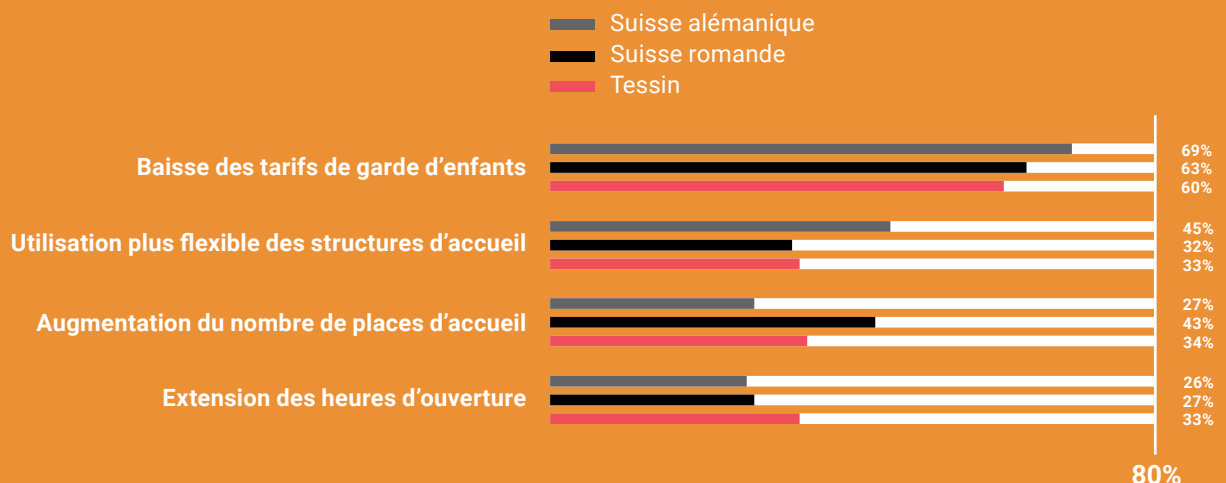 Suisse alémanique
Suisse romande
Tessin
Baisse des tarifs de garde d’enfants
69%
63%
60%
Utilisation plus flexible des structures d’accueil
45%
32%
33%
Augmentation du nombre de places d’accueil
27%
43%
34%
Extension des heures d’ouverture
26%
27%
33%
80%